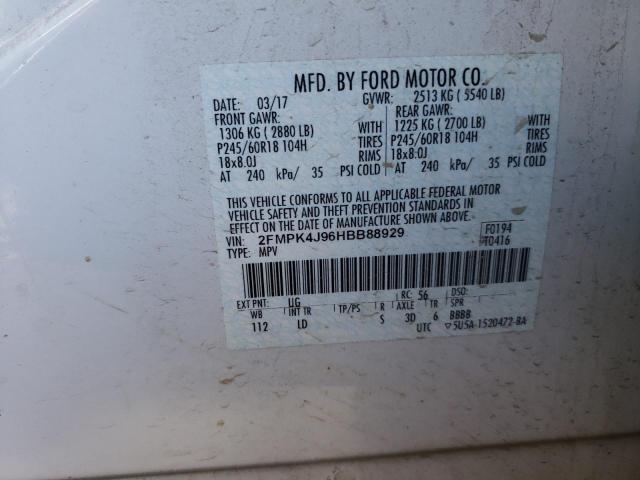 MFD. BY FORD MOTOR CO.
DATE: 03/17 GVWR: 2513 KG ( 5540 LB)
FRONT GAWR: REAR GAWR:
1306 KG ( 2880 LB) WITH 1225 KG ( 2700 LB) WITH
P245/60R18 104H TIRES P245/60R18 104H TIRES
18x8.0J RIMS 18x8.0J RIMS
AT 240 kPa/ 35 PSI COLD AT 240 kPa/ 35 PSI COLD
THIS VEHICLE CONFORMS TO ALL APPLICABLE FEDERAL MOTOR
VEHICLE SAFETY AND THEFT PREVENTION STANDARDS IN EFFECT
ON THE DATE OF MANUFACTURE SHOWN ABOVE.
VIN: 2FMPK4J96HBB88929 F0194
TYPE: MPV T0416
EXT PNT: UG RC: 56 DSO:
WB INT TR TP/PS R AXLE TR SPR
112 LD S 3D 6 BBBB
UTC ▽5U5A-1520472-BA